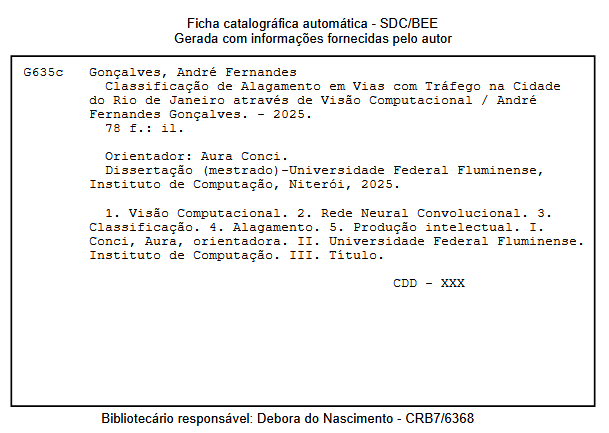 Ficha catalográfica automática - SDC/BEE
Gerada com informações fornecidas pelo autor
G635c Gonçalves, André Fernandes
Classificação de Alagamento em Vias com Tráfego na Cidade
do Rio de Janeiro através de Visão Computacional / André
Fernandes Gonçalves. - 2025.
78 f.: il.
Orientador: Aura Conci.
Dissertação (mestrado)-Universidade Federal Fluminense,
Instituto de Computação, Niterói, 2025.
1. Visão Computacional. 2. Rede Neural Convolucional. 3.
Classificação. 4. Alagamento. 5. Produção intelectual. I.
Conci, Aura, orientadora. II. Universidade Federal Fluminense.
Instituto de Computação. III. Título.
CDD - XXX
Bibliotecário responsável: Debora do Nascimento - CRB7/6368